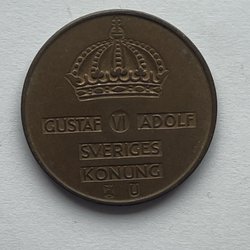 GUSTAF VI ADOLF
SVERIGES
KONUNG
U